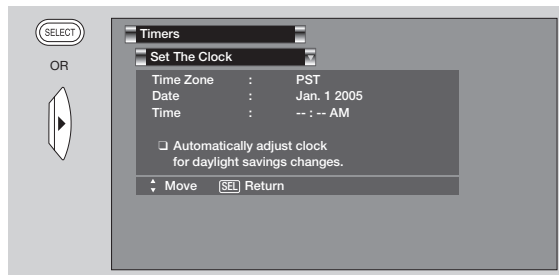 SELECT
OR
Timers
Set The Clock
Time Zone : PST
Date : Jan. 1 2005
Time : -- : -- AM
❏ Automatically adjust clock
for daylight savings changes.
Move SEL Return